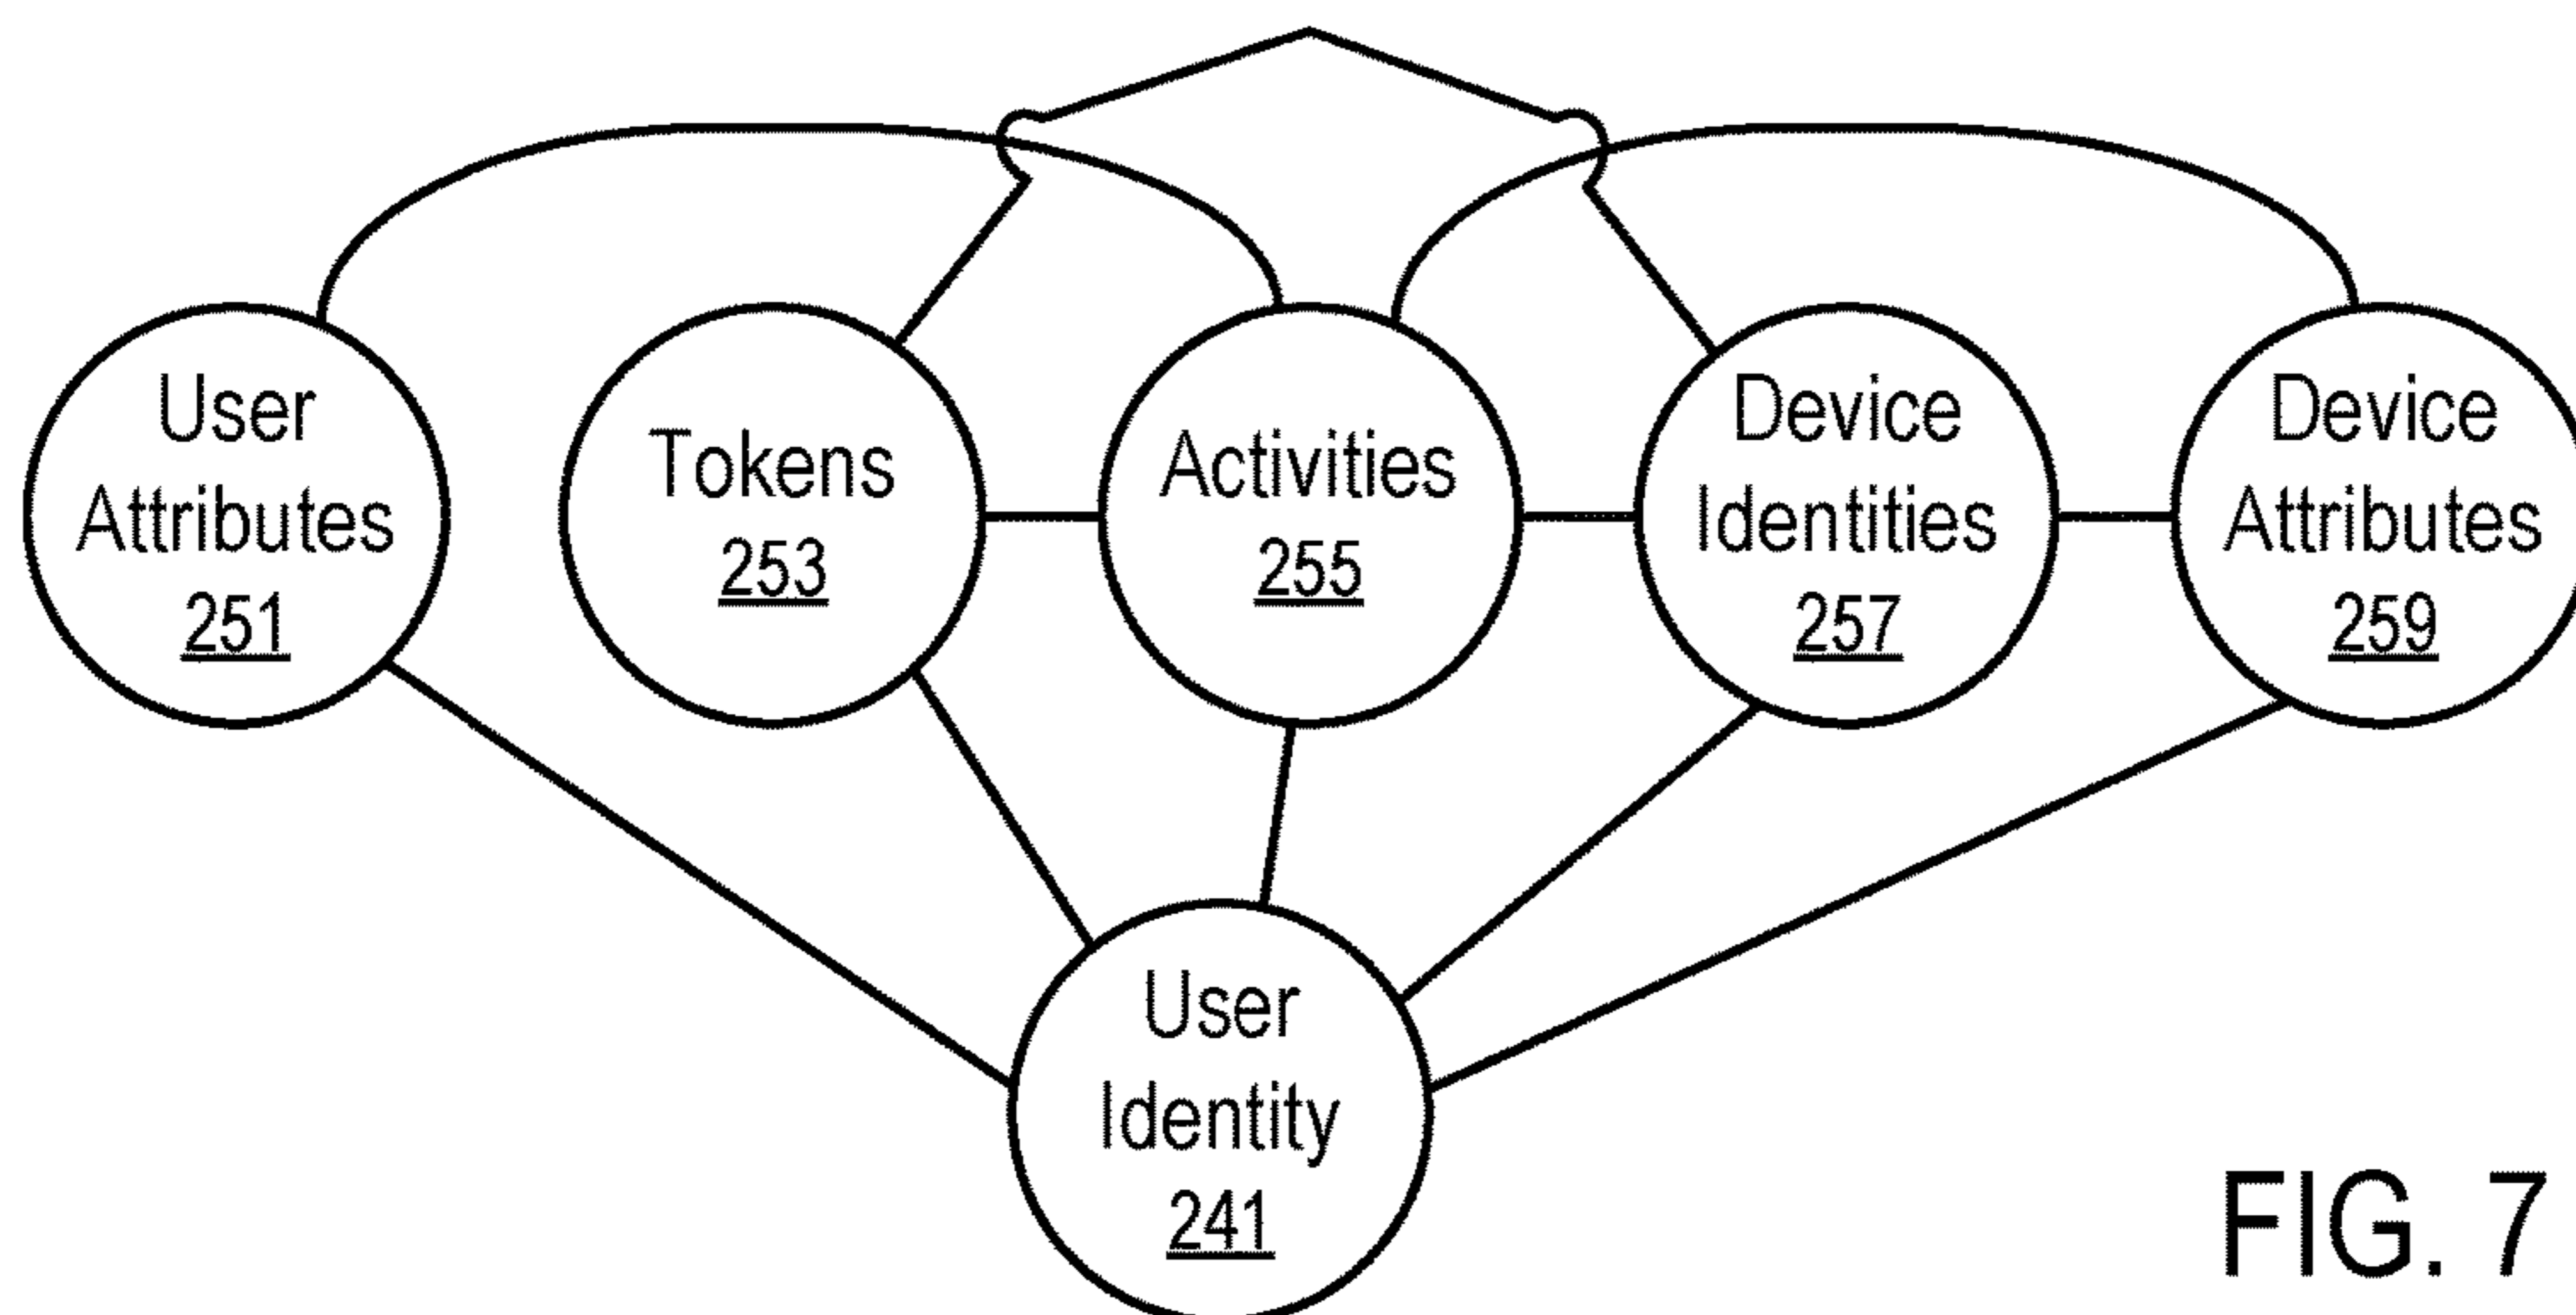 User
Attributes
251
Tokens
253
Activities
255
Device
Identities
257
Device
Attributes
259
User
Identity
241
FIG. 7